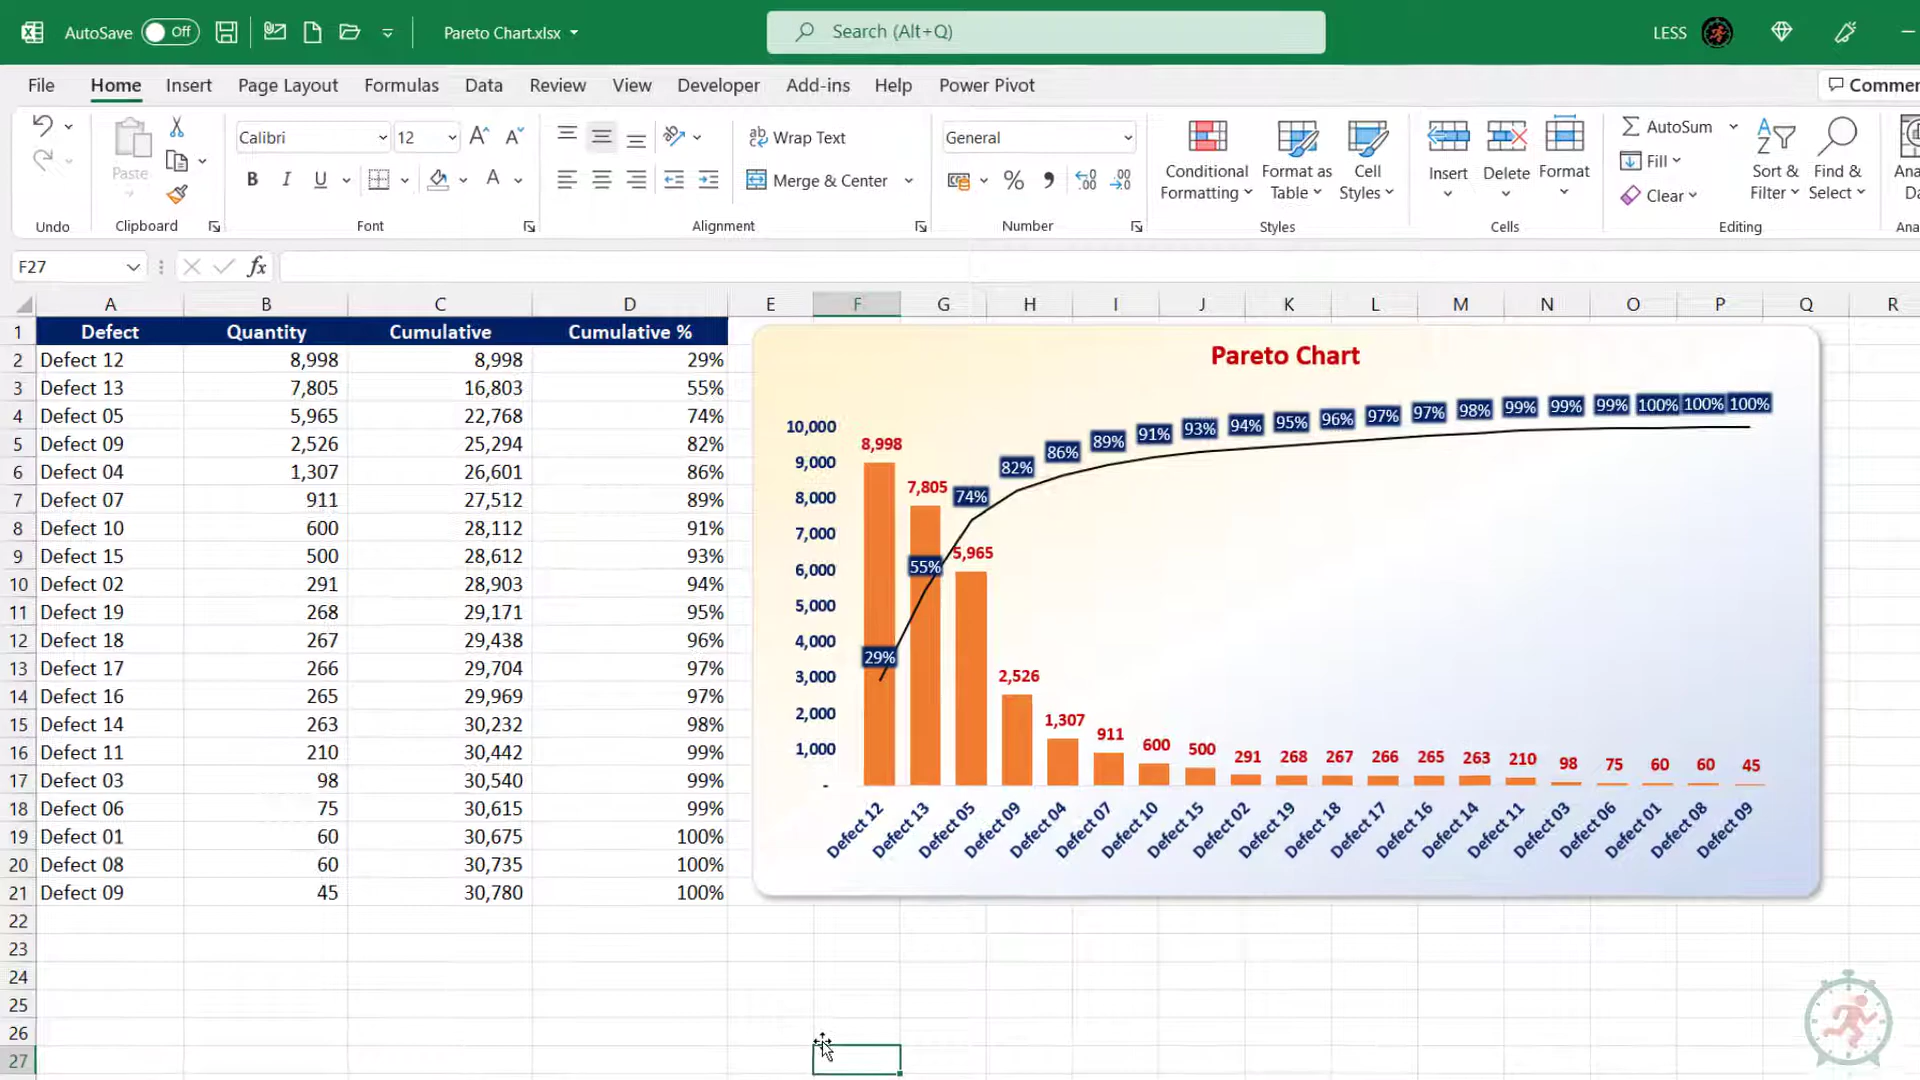 AutoSave Off Pareto Chart.xlsx Search (Alt+Q) LESS
File Home Insert Page Layout Formulas Data Review View Developer Add-ins Help Power Pivot Commen
Paste Calibri 12 B I U A ab Wrap Text Merge & Center General % Conditional Formatting Format as Table Cell Styles Insert Delete Format AutoSum Fill Clear Sort & Filter Find & Select Ana Da
Undo Clipboard Font Alignment Number Styles Cells Editing Ana
F27 fx
A B C D E F G H I J K L M N O P Q R
1 Defect Quantity Cumulative Cumulative %
2 Defect 12 8,998 8,998 29%
3 Defect 13 7,805 16,803 55%
4 Defect 05 5,965 22,768 74%
5 Defect 09 2,526 25,294 82%
6 Defect 04 1,307 26,601 86%
7 Defect 07 911 27,512 89%
8 Defect 10 600 28,112 91%
9 Defect 15 500 28,612 93%
10 Defect 02 291 28,903 94%
11 Defect 19 268 29,171 95%
12 Defect 18 267 29,438 96%
13 Defect 17 266 29,704 97%
14 Defect 16 265 29,969 97%
15 Defect 14 263 30,232 98%
16 Defect 11 210 30,442 99%
17 Defect 03 98 30,540 99%
18 Defect 06 75 30,615 99%
19 Defect 01 60 30,675 100%
20 Defect 08 60 30,735 100%
21 Defect 09 45 30,780 100%
22
23
24
25
26
27
Pareto Chart
10,000
9,000
8,000
7,000
6,000
5,000
4,000
3,000
2,000
1,000
-
29% 55% 74% 82% 86% 89% 91% 93% 94% 95% 96% 97% 97% 98% 99% 99% 99% 100% 100% 100%
8,998 7,805 5,965 2,526 1,307 911 600 500 291 268 267 266 265 263 210 98 75 60 60 45
Defect 12 Defect 13 Defect 05 Defect 09 Defect 04 Defect 07 Defect 10 Defect 15 Defect 02 Defect 19 Defect 18 Defect 17 Defect 16 Defect 14 Defect 11 Defect 03 Defect 06 Defect 01 Defect 08 Defect 09